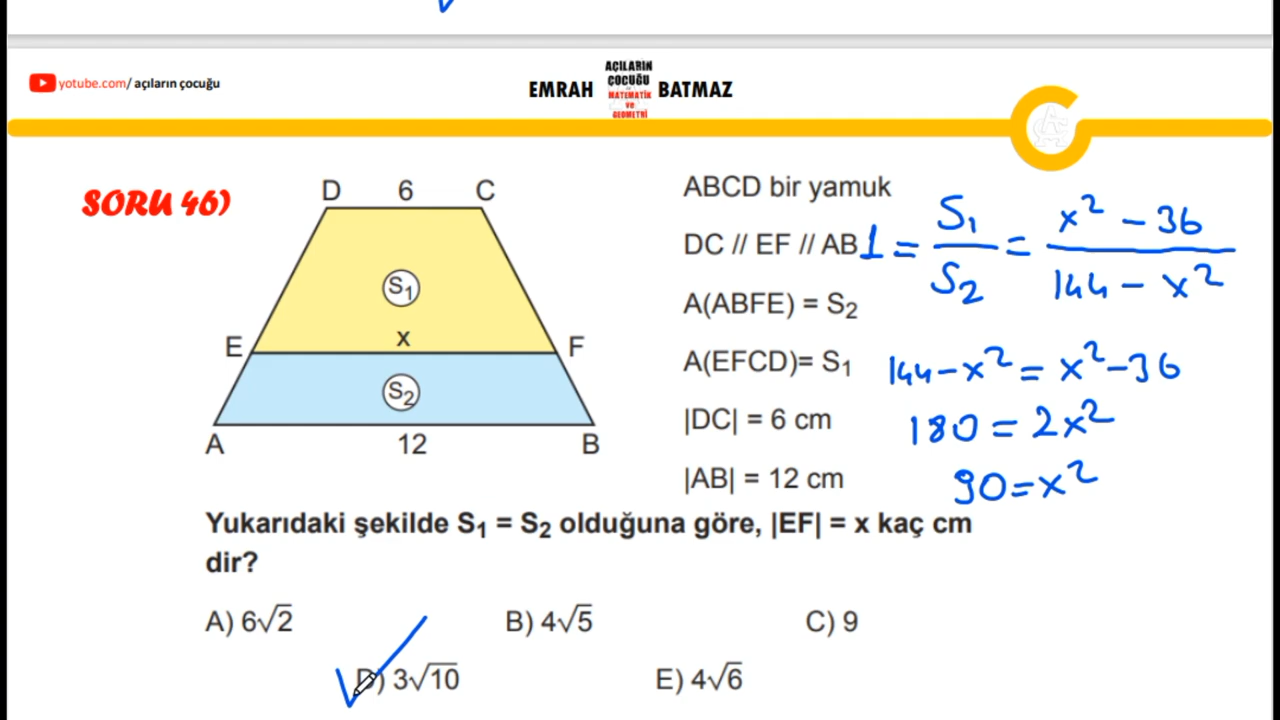 yotube.com/ açıların çocuğu
EMRAH BATMAZ
AÇILARIN
ÇOCUĞU
MATEMATİK
ve
GEOMETRİ
SORU 46)
D 6 C
S₁
E x F
S₂
A 12 B
ABCD bir yamuk
DC // EF // AB
A(ABFE) = S₂
A(EFCD)= S₁
|DC| = 6 cm
|AB| = 12 cm
1 = S₁/S₂ = x² - 36 / 144 - x²
144 - x² = x² - 36
180 = 2x²
90 = x²
Yukarıdaki şekilde S₁ = S₂ olduğuna göre, |EF| = x kaç cm
dir?
A) 6√2 B) 4√5 C) 9
D) 3√10 E) 4√6